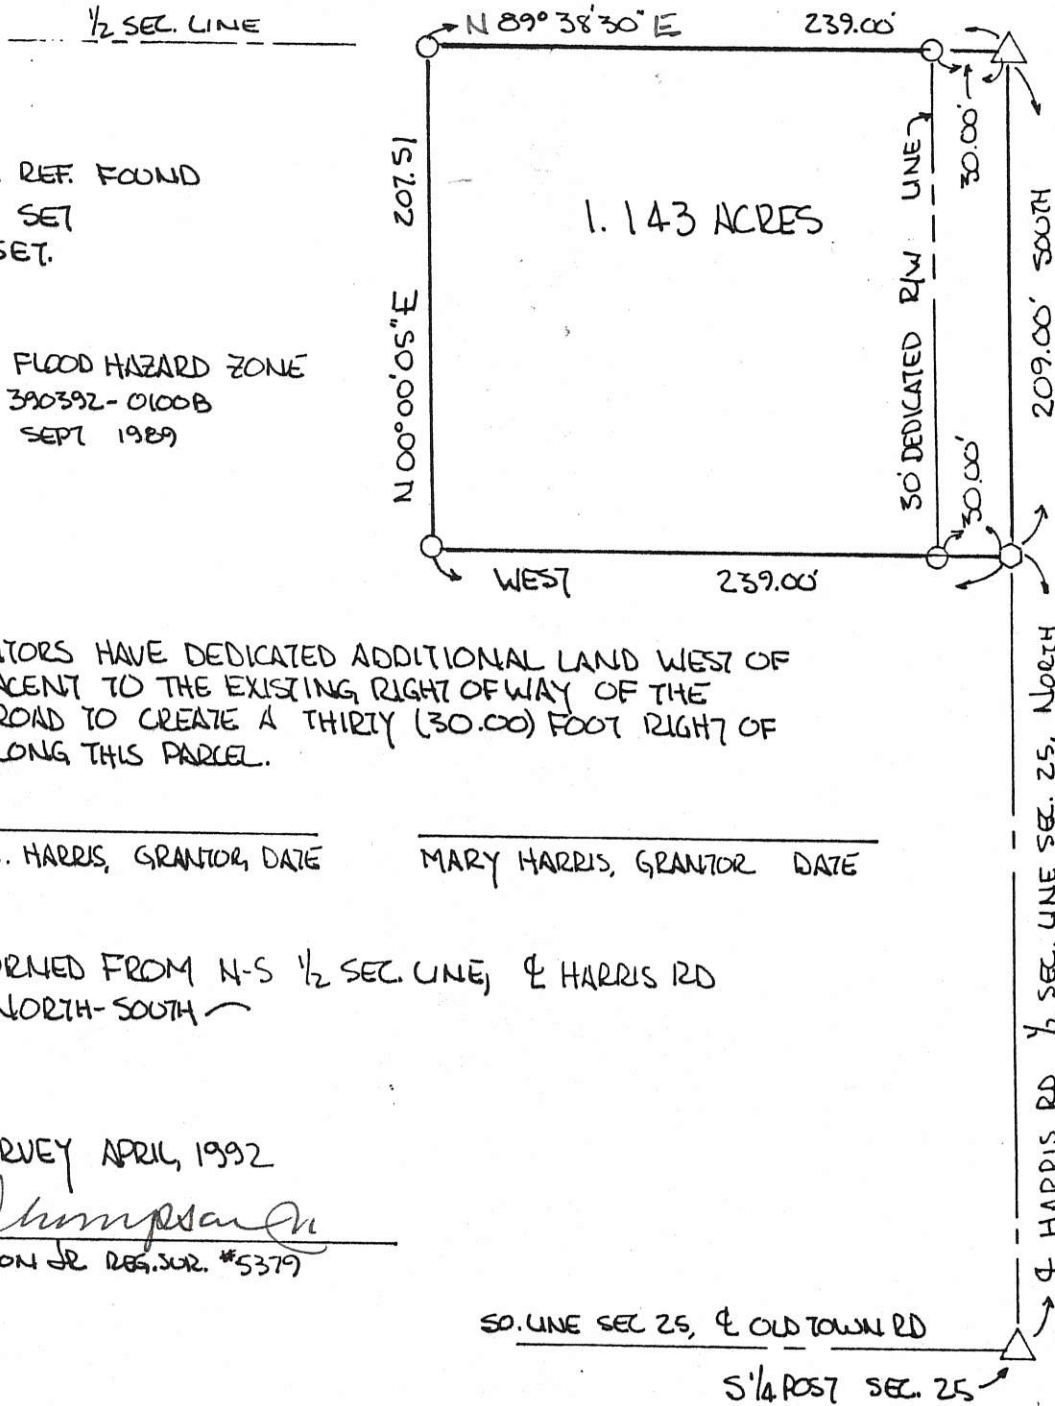 1/2 SEC. LINE
N 89° 38' 30" E 239.00'
REF. FOUND
SET
SET.
FLOOD HAZARD ZONE
390392-0100B
SEPT 1989
N 00° 00' 05" E 207.51
1.143 ACRES
30' DEDICATED R/W LINE
30.00'
30.00'
209.00' SOUTH
WEST 239.00'
TORS HAVE DEDICATED ADDITIONAL LAND WEST OF
ACENT TO THE EXISTING RIGHT OF WAY OF THE
ROAD TO CREATE A THIRTY (30.00) FOOT RIGHT OF
LONG THIS PARCEL.
. HARRIS, GRANTOR, DATE
MARY HARRIS, GRANTOR DATE
RNED FROM N-S 1/2 SEC. LINE, ℄ HARRIS RD
NORTH-SOUTH
℄ HARRIS RD 1/2 SEC. LINE SEC. 25, NORTH
RVEY APRIL, 1992
Thompson Jr
ON JR REG. SUR. #5379
SO. LINE SEC 25, ℄ OLD TOWN RD
S 1/4 POST SEC. 25